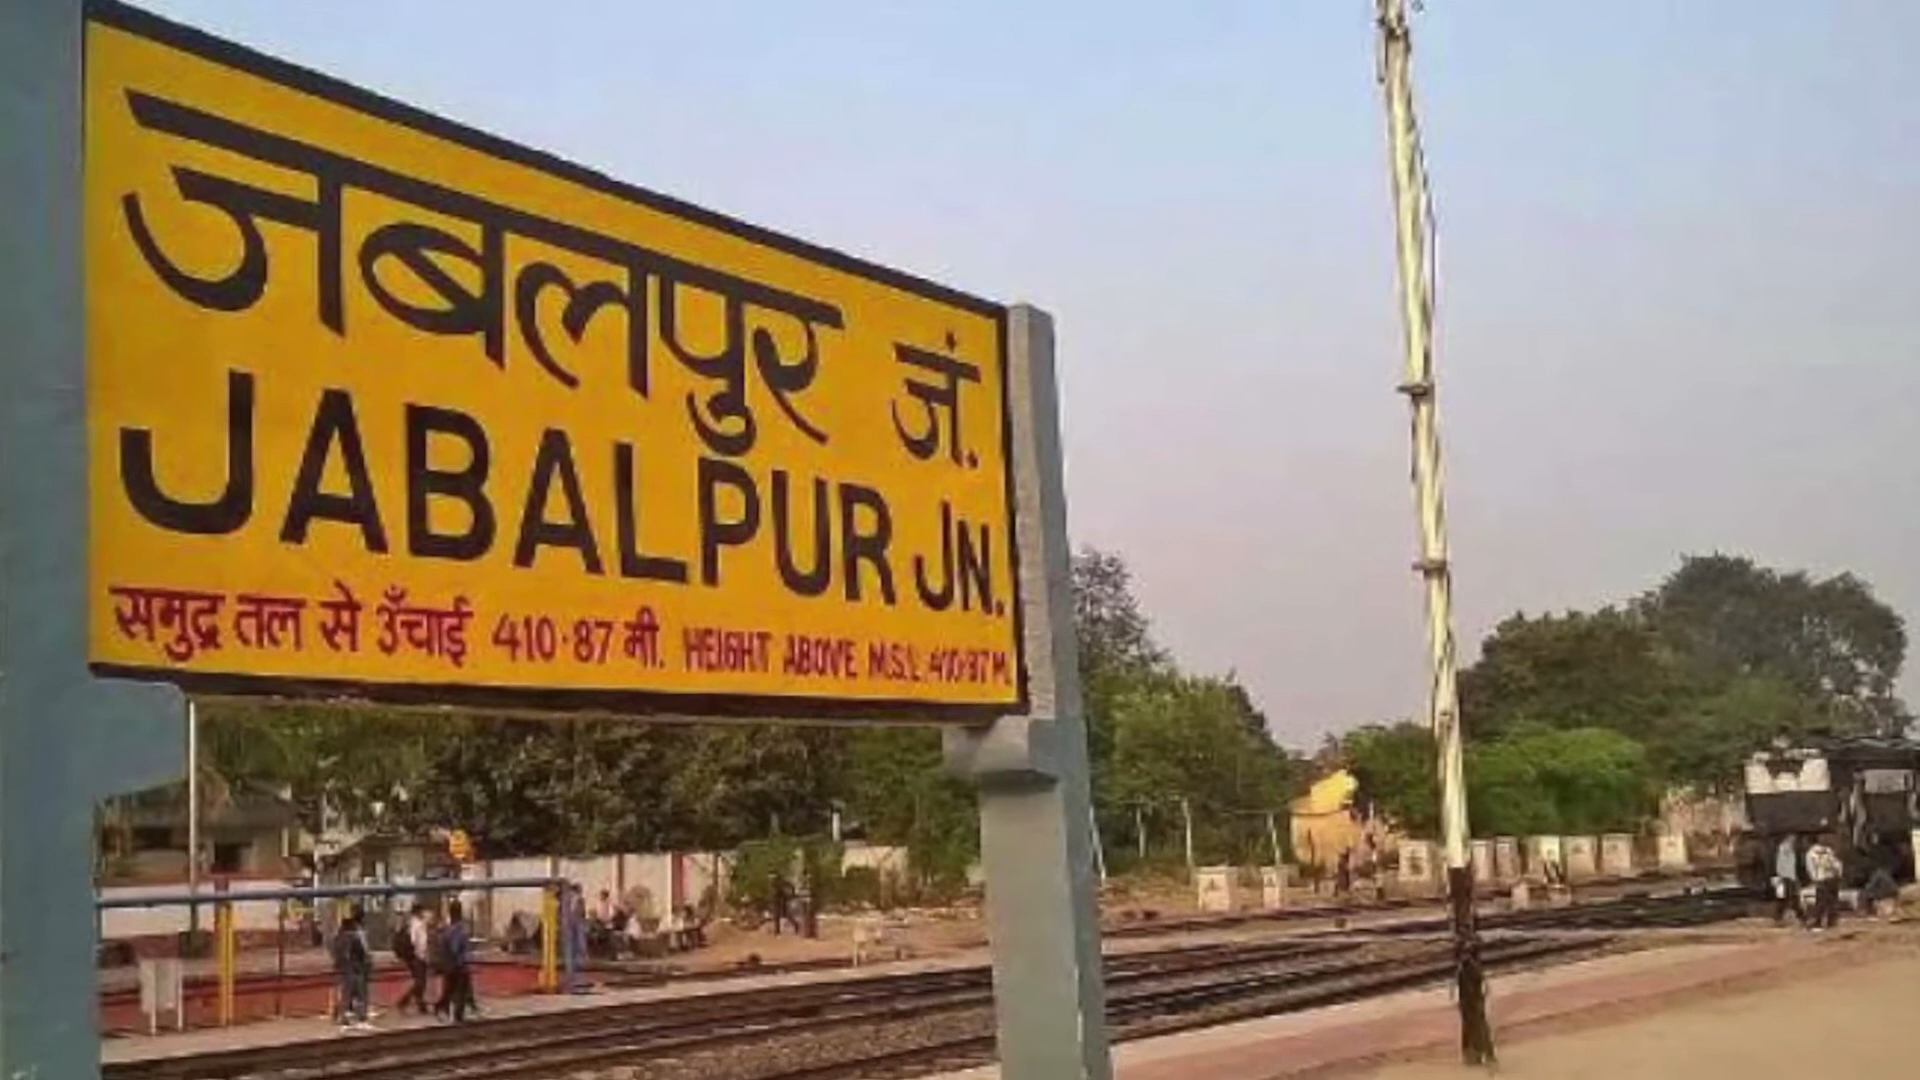 जबलपुर जं.
JABALPUR JN.
समुद्र तल से ऊँचाई 410·87 मी. HEIGHT ABOVE M.S.L. 410·87 M.